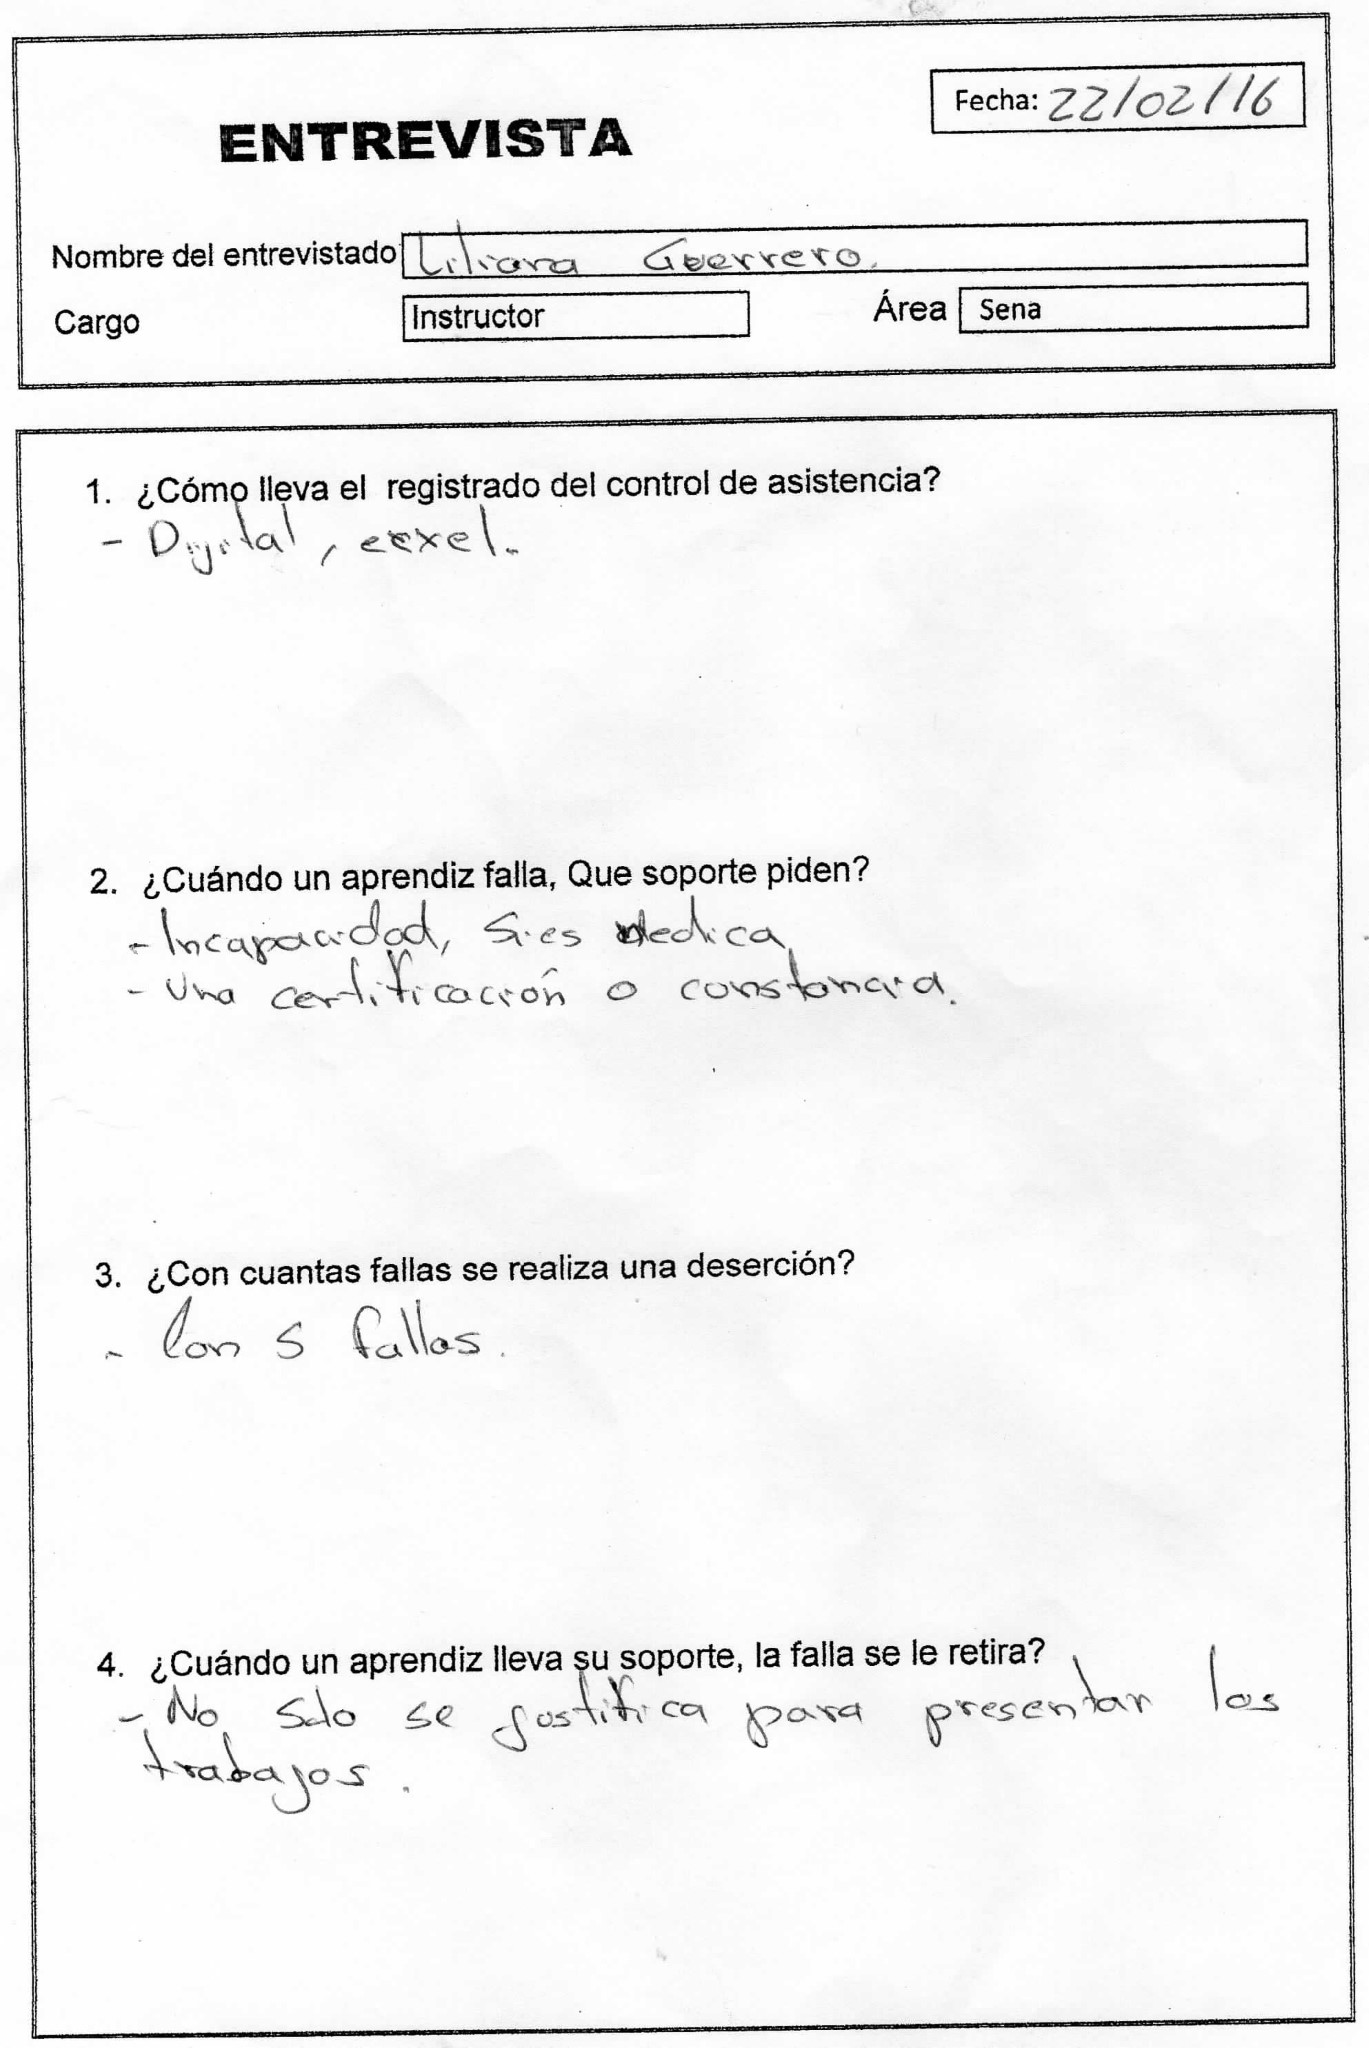 Fecha: 22/02/16
ENTREVISTA
Nombre del entrevistado Liliana Guerrero.
Cargo Instructor Área Sena
1. ¿Cómo lleva el registrado del control de asistencia?
- Digital, eexel.
2. ¿Cuándo un aprendiz falla, Que soporte piden?
- Incapacidad, si es Medica
- Una certificación o constancia.
3. ¿Con cuantas fallas se realiza una deserción?
- Con 5 fallas.
4. ¿Cuándo un aprendiz lleva su soporte, la falla se le retira?
- No, solo se justifica para presentar los
trabajos.